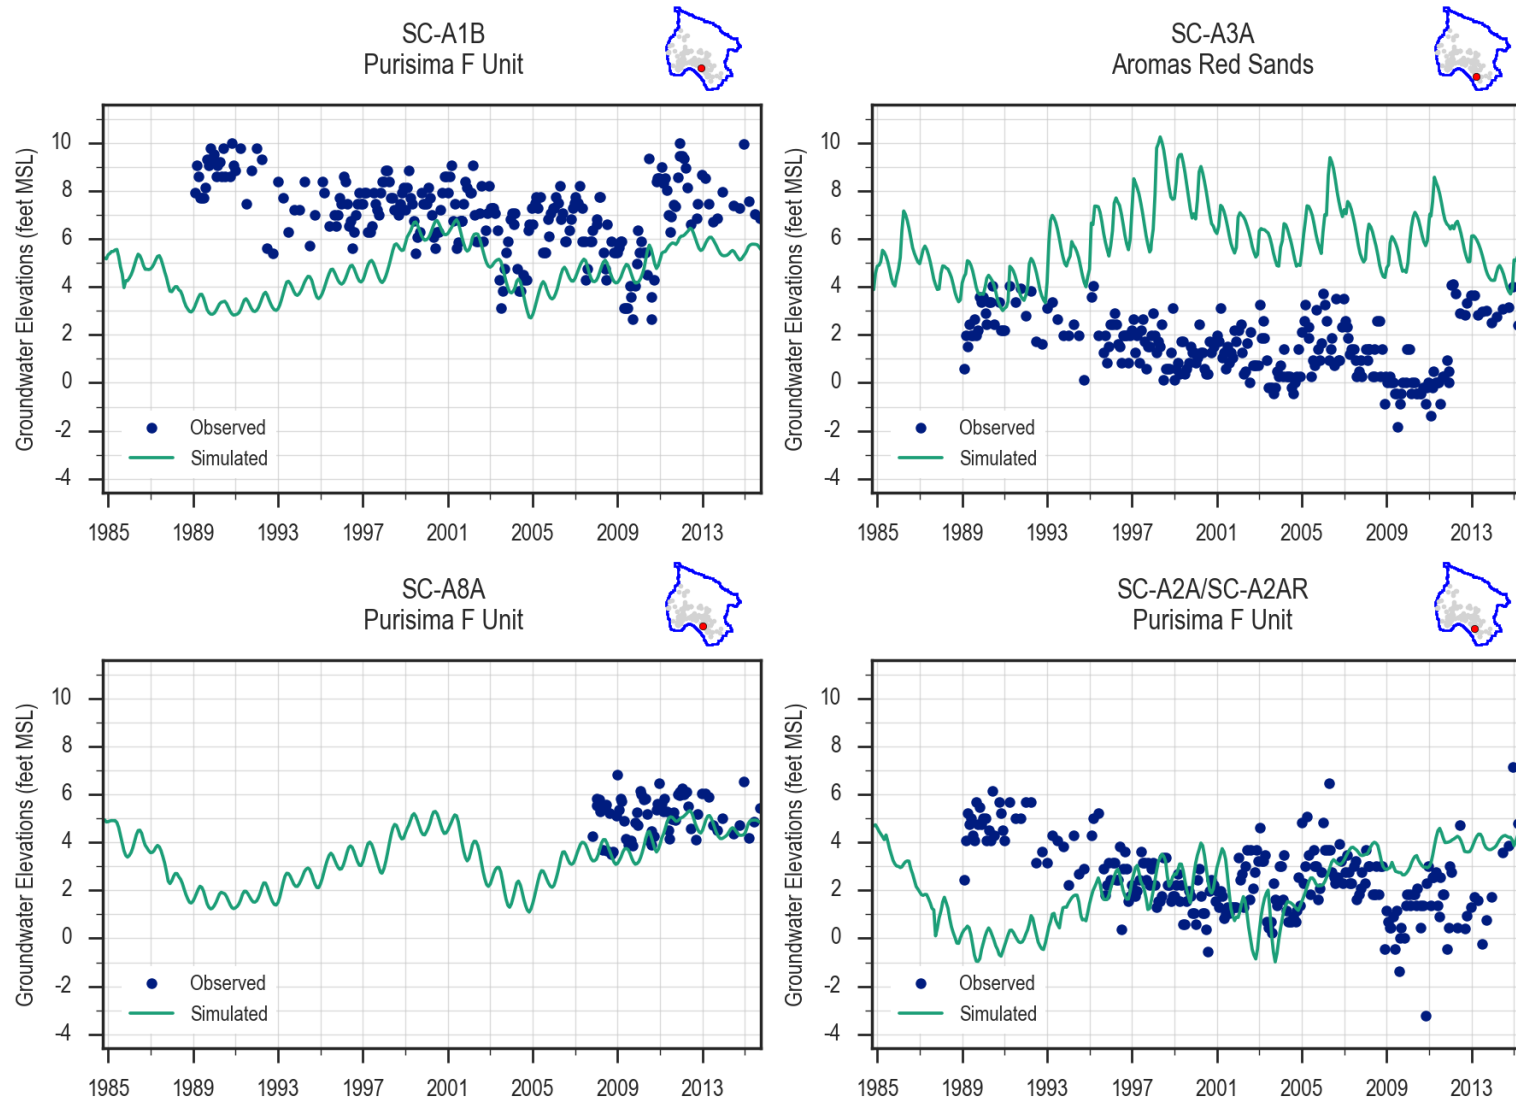 SC-A1B
Purisima F Unit
Groundwater Elevations (feet MSL)
10
8
6
4
2
0
-2
-4
Observed
Simulated
1985 1989 1993 1997 2001 2005 2009 2013
SC-A3A
Aromas Red Sands
Groundwater Elevations (feet MSL)
10
8
6
4
2
0
-2
-4
Observed
Simulated
1985 1989 1993 1997 2001 2005 2009 2013
SC-A8A
Purisima F Unit
Groundwater Elevations (feet MSL)
10
8
6
4
2
0
-2
-4
Observed
Simulated
1985 1989 1993 1997 2001 2005 2009 2013
SC-A2A/SC-A2AR
Purisima F Unit
Groundwater Elevations (feet MSL)
10
8
6
4
2
0
-2
-4
Observed
Simulated
1985 1989 1993 1997 2001 2005 2009 2013